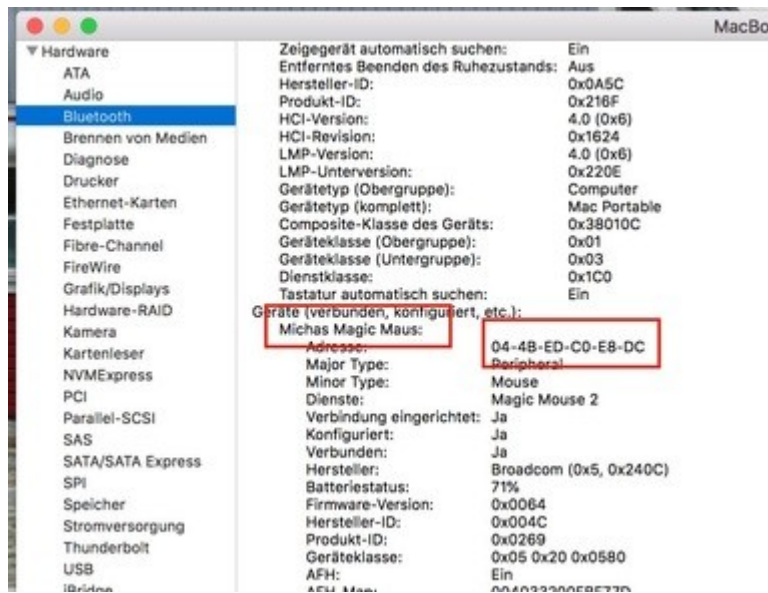 MacBo
Hardware
ATA
Audio
Bluetooth
Brennen von Medien
Diagnose
Drucker
Ethernet-Karten
Festplatte
Fibre-Channel
FireWire
Grafik/Displays
Hardware-RAID
Kamera
Kartenleser
NVMExpress
PCI
Parallel-SCSI
SAS
SATA/SATA Express
SPI
Speicher
Stromversorgung
Thunderbolt
USB
iBridge
Zeigegerät automatisch suchen: Ein
Entferntes Beenden des Ruhezustands: Aus
Hersteller-ID: 0x0A5C
Produkt-ID: 0x216F
HCI-Version: 4.0 (0x6)
HCI-Revision: 0x1624
LMP-Version: 4.0 (0x6)
LMP-Unterversion: 0x220E
Gerätetyp (Obergruppe): Computer
Gerätetyp (komplett): Mac Portable
Composite-Klasse des Geräts: 0x38010C
Geräteklasse (Obergruppe): 0x01
Geräteklasse (Untergruppe): 0x03
Dienstklasse: 0x1C0
Tastatur automatisch suchen: Ein
Geräte (verbunden, konfiguriert, etc.):
Michas Magic Maus:
Adresse: 04-4B-ED-C0-E8-DC
Major Type: Peripheral
Minor Type: Mouse
Dienste: Magic Mouse 2
Verbindung eingerichtet: Ja
Konfiguriert: Ja
Verbunden: Ja
Hersteller: Broadcom (0x5, 0x240C)
Batteriestatus: 71%
Firmware-Version: 0x0064
Hersteller-ID: 0x004C
Produkt-ID: 0x0269
Geräteklasse: 0x05 0x20 0x0580
AFH: Ein
AFH Map: